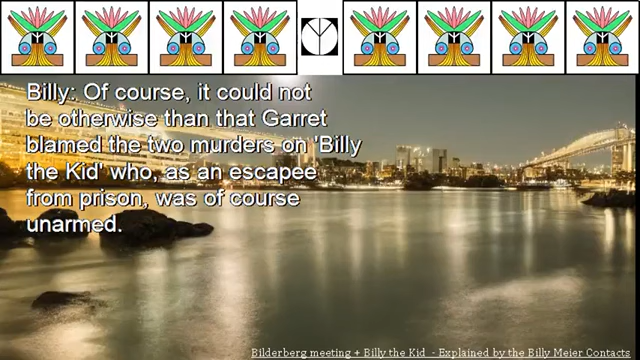 Billy: Of course, it could not
be otherwise than that Garret
blamed the two murders on 'Billy
the Kid' who, as an escapee
from prison, was of course
unarmed.
Bilderberg meeting + Billy the Kid - Explained by the Billy Meier Contacts